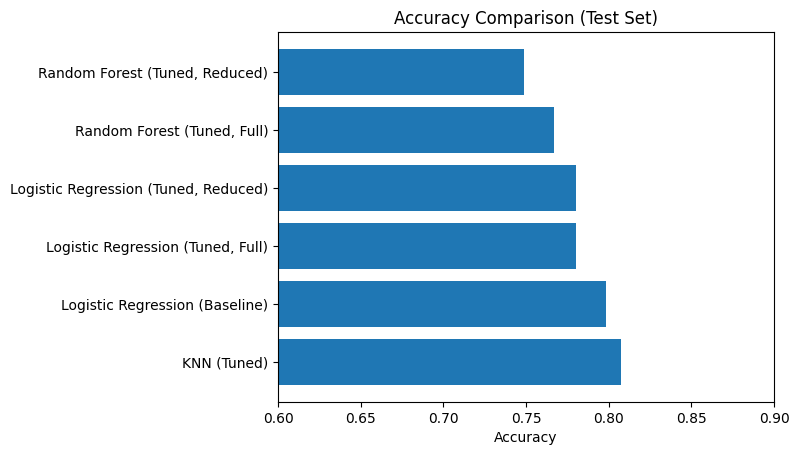 Accuracy Comparison (Test Set)
Random Forest (Tuned, Reduced)
Random Forest (Tuned, Full)
Logistic Regression (Tuned, Reduced)
Logistic Regression (Tuned, Full)
Logistic Regression (Baseline)
KNN (Tuned)
0.60 0.65 0.70 0.75 0.80 0.85 0.90
Accuracy